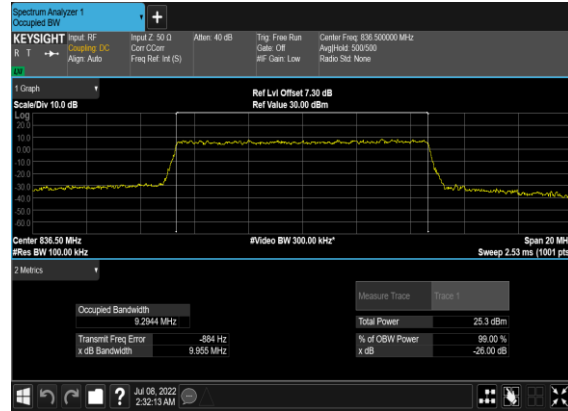 Spectrum Analyzer 1
Occupied BW
+
KEYSIGHT Input: RF Input Z: 50 Ω Atten: 40 dB Trig: Free Run Center Freq: 836.500000 MHz
R T Coupling: DC Corr CCorr Gate: Off Avg|Hold: 500/500
Align: Auto Freq Ref: Int (S) #IF Gain: Low Radio Std: None
1 Graph
Ref Lvl Offset 7.30 dB
Scale/Div 10.0 dB Ref Value 30.00 dBm
Log
20.0
10.0
0.00
-10.0
-20.0
-30.0
-40.0
-50.0
-60.0
Center 836.50 MHz #Video BW 300.00 kHz* Span 20 MH
#Res BW 100.00 kHz Sweep 2.53 ms (1001 pts
2 Metrics
Measure Trace Trace 1
Occupied Bandwidth
9.2944 MHz
Total Power 25.3 dBm
Transmit Freq Error -884 Hz % of OBW Power 99.00 %
x dB Bandwidth 9.955 MHz x dB -26.00 dB
? Jul 08, 2022
2:32:13 AM